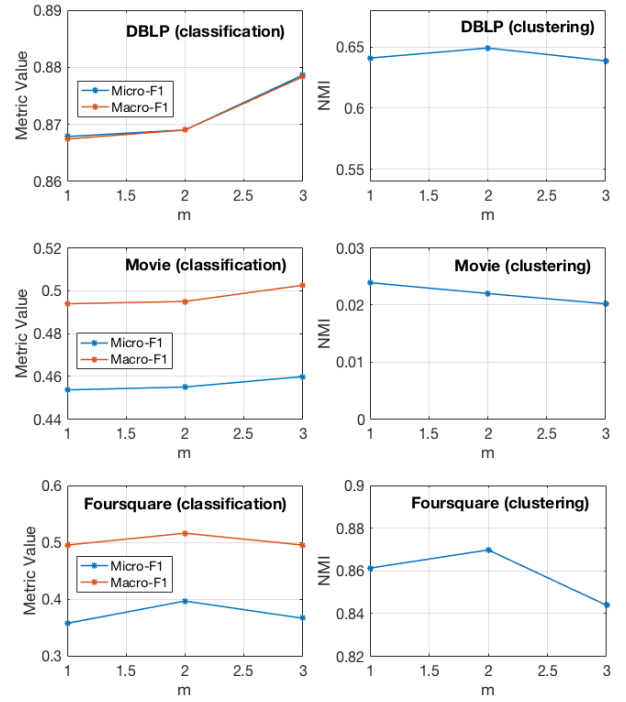 DBLP (classification)
Metric Value
0.89
0.88
0.87
0.86
Micro-F1
Macro-F1
1 1.5 2 2.5 3
m
DBLP (clustering)
NMI
0.65
0.6
0.55
1 1.5 2 2.5 3
m
Movie (classification)
Metric Value
0.52
0.5
0.48
0.46
0.44
Micro-F1
Macro-F1
1 1.5 2 2.5 3
m
Movie (clustering)
NMI
0.03
0.02
0.01
0
1 1.5 2 2.5 3
m
Foursquare (classification)
Metric Value
0.6
0.5
0.4
0.3
Micro-F1
Macro-F1
1 1.5 2 2.5 3
m
Foursquare (clustering)
NMI
0.9
0.88
0.86
0.84
0.82
1 1.5 2 2.5 3
m